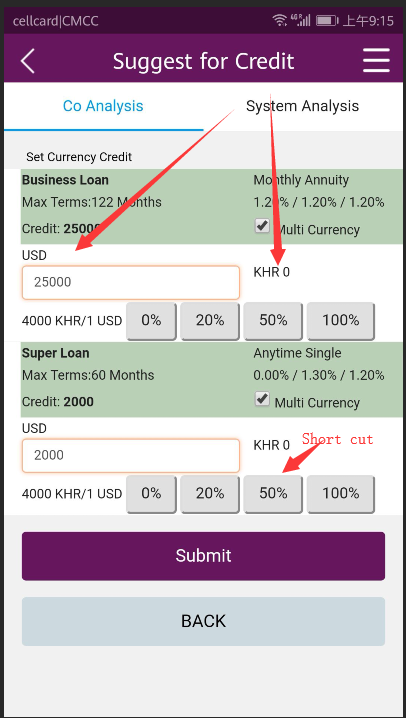 cellcard|CMCC 4G R 上午9:15
Suggest for Credit
Co Analysis System Analysis
Set Currency Credit
Business Loan Monthly Annuity
Max Terms:122 Months 1.20% / 1.20% / 1.20%
Credit: 25000 Multi Currency
USD
25000 KHR 0
4000 KHR/1 USD 0% 20% 50% 100%
Super Loan Anytime Single
Max Terms:60 Months 0.00% / 1.30% / 1.20%
Credit: 2000 Multi Currency
USD
2000 KHR 0 Short cut
4000 KHR/1 USD 0% 20% 50% 100%
Submit
BACK